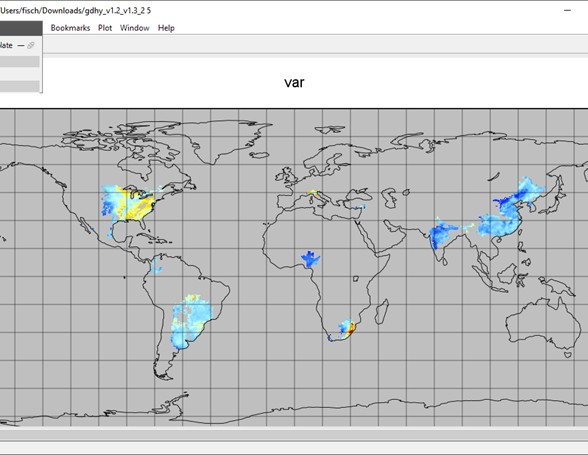 Users/fisch/Downloads/gdhy_v1.2_v1.3_2 5
Bookmarks Plot Window Help
late
var